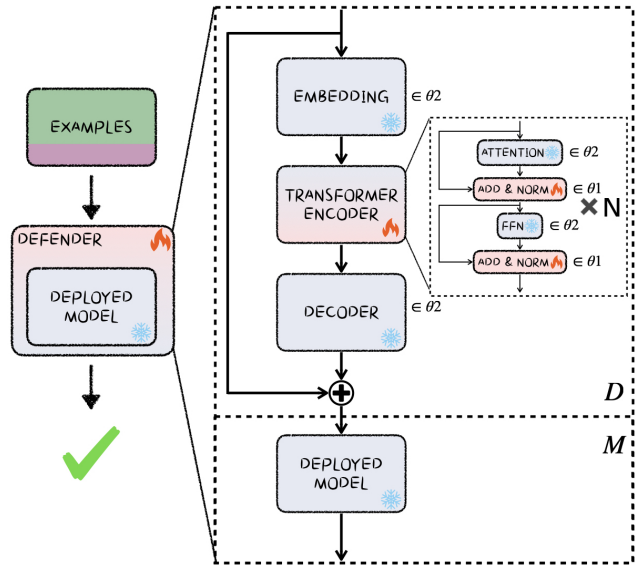 EXAMPLES
DEFENDER
DEPLOYED
MODEL
EMBEDDING ∈ θ2
TRANSFORMER
ENCODER
DECODER
∈ θ2
ATTENTION ∈ θ2
ADD & NORM ∈ θ1
× N
FFN ∈ θ2
ADD & NORM ∈ θ1
D
M
DEPLOYED
MODEL